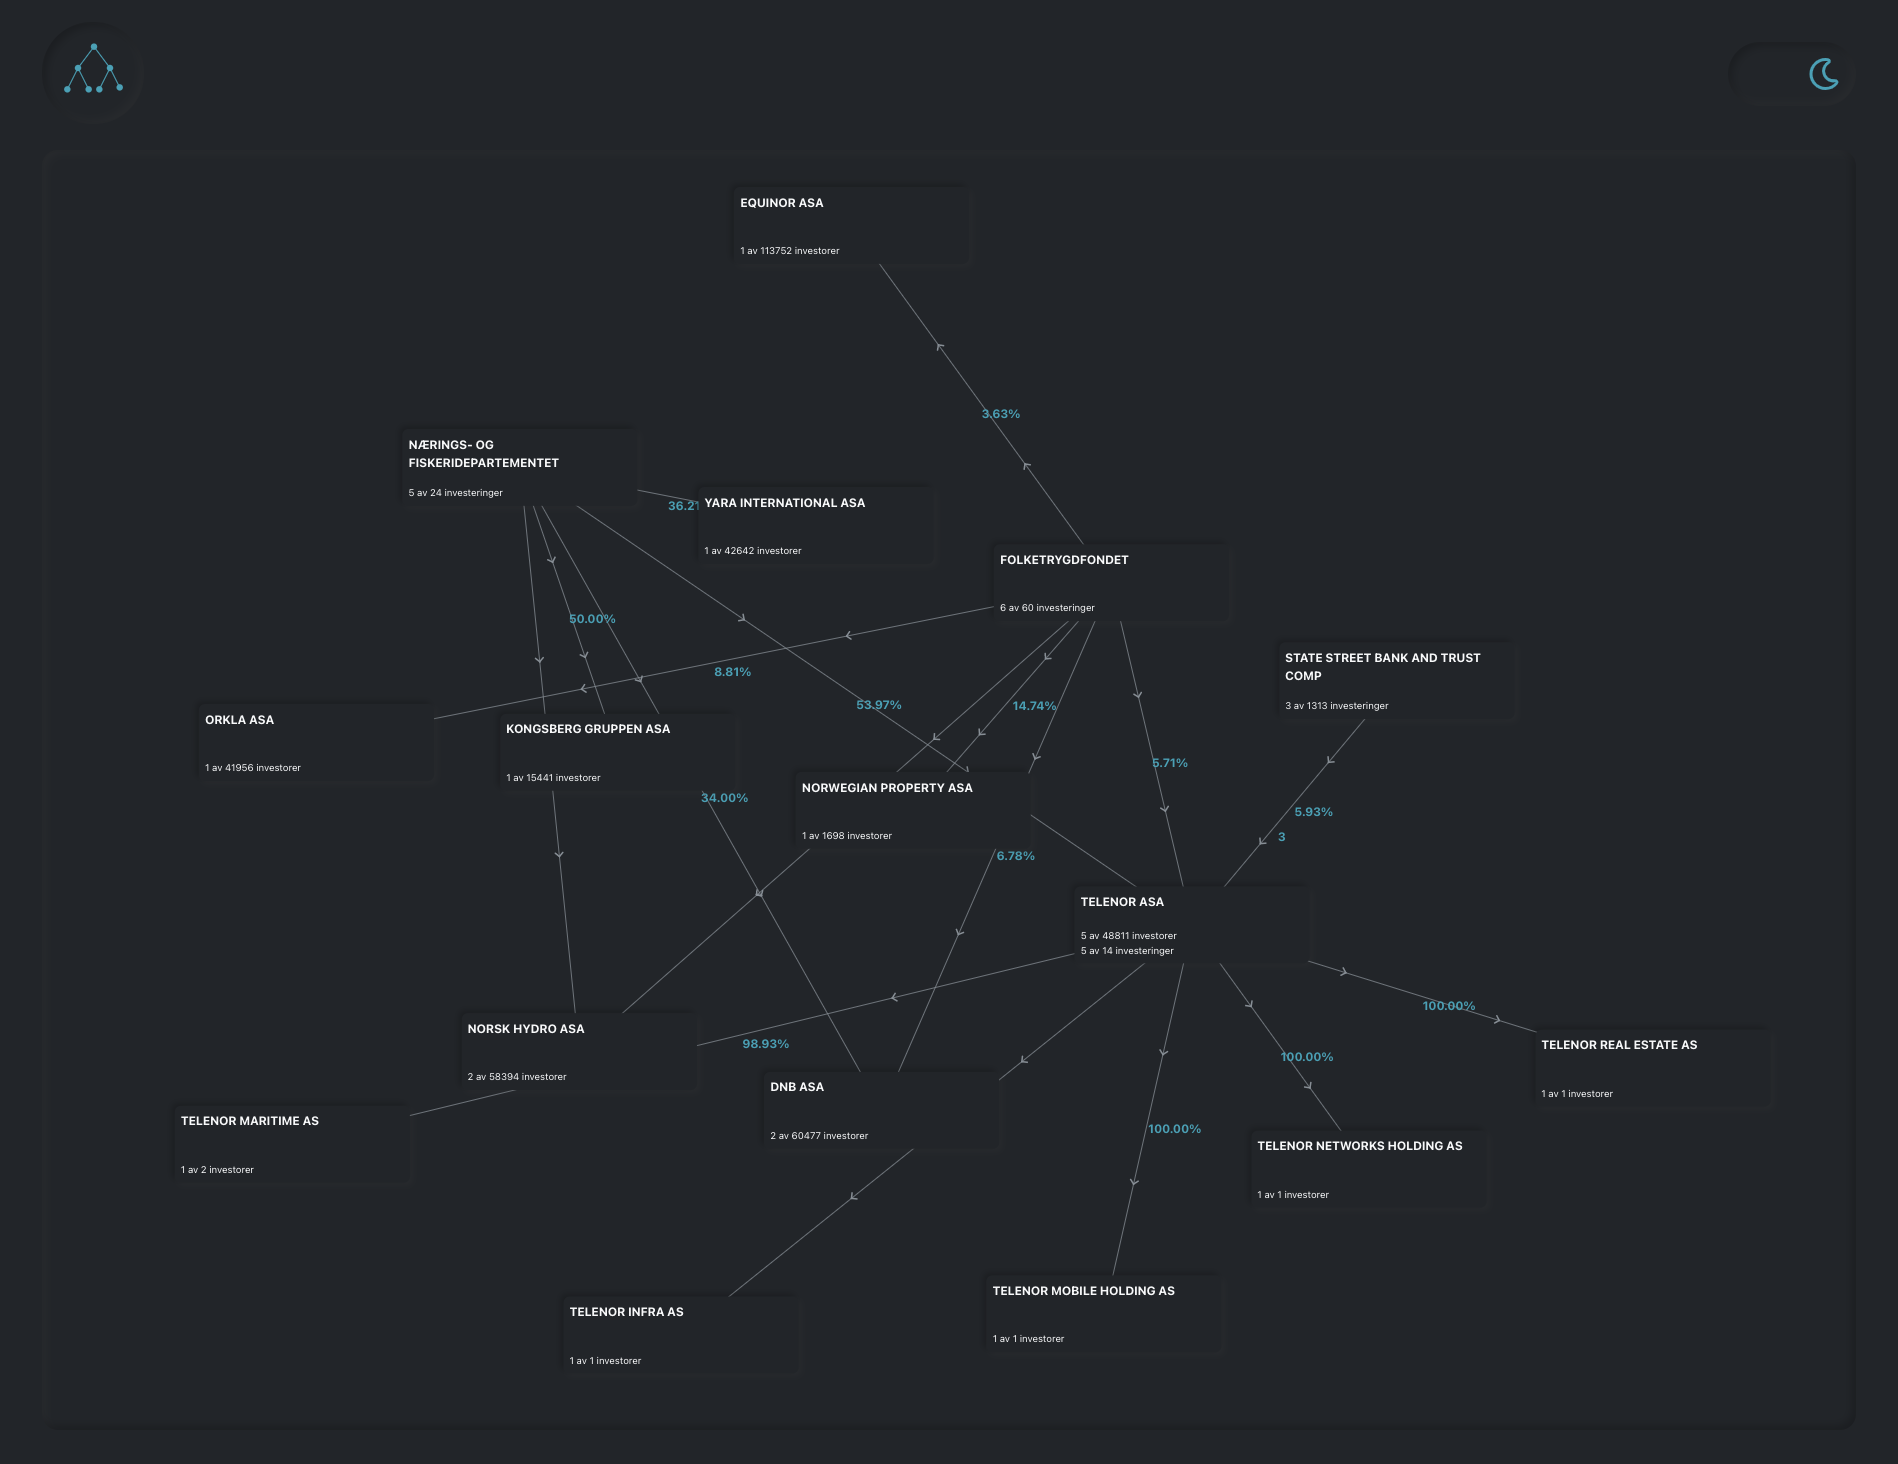 EQUINOR ASA
1 av 113752 investorer
3.63%
NÆRINGS- OG
FISKERIDEPARTEMENTET
5 av 24 investeringer
36.21
YARA INTERNATIONAL ASA
1 av 42642 investorer
FOLKETRYGDFONDET
6 av 60 investeringer
50.00%
8.81%
53.97%
14.74%
STATE STREET BANK AND TRUST
COMP
3 av 1313 investeringer
ORKLA ASA
1 av 41956 investorer
KONGSBERG GRUPPEN ASA
1 av 15441 investorer
34.00%
NORWEGIAN PROPERTY ASA
1 av 1698 investorer
5.71%
5.93%
3
6.78%
TELENOR ASA
5 av 48811 investorer
5 av 14 investeringer
NORSK HYDRO ASA
2 av 58394 investorer
98.93%
100.00%
TELENOR REAL ESTATE AS
1 av 1 investorer
100.00%
DNB ASA
2 av 60477 investorer
TELENOR MARITIME AS
1 av 2 investorer
100.00%
TELENOR NETWORKS HOLDING AS
1 av 1 investorer
TELENOR MOBILE HOLDING AS
1 av 1 investorer
TELENOR INFRA AS
1 av 1 investorer